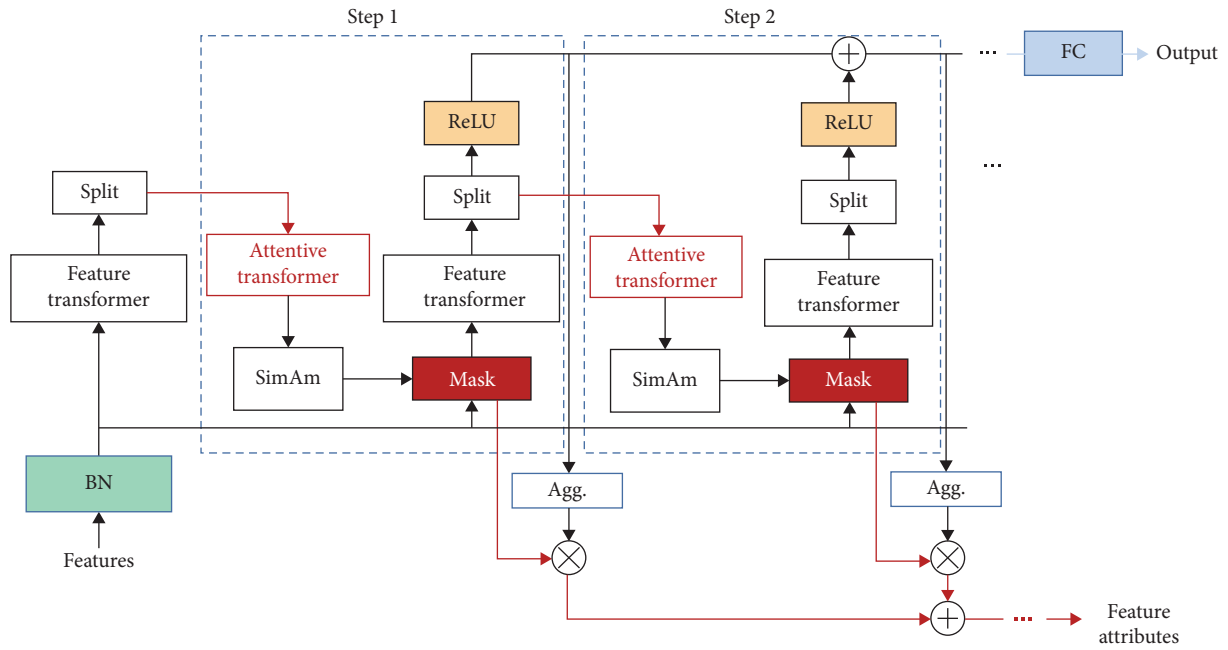 Step 1
Step 2
...
FC
Output
ReLU
ReLU
...
Split
Split
Split
Attentive
transformer
Attentive
transformer
Feature
transformer
Feature
transformer
Feature
transformer
SimAm
Mask
SimAm
Mask
BN
Agg.
Agg.
Features
...
Feature
attributes